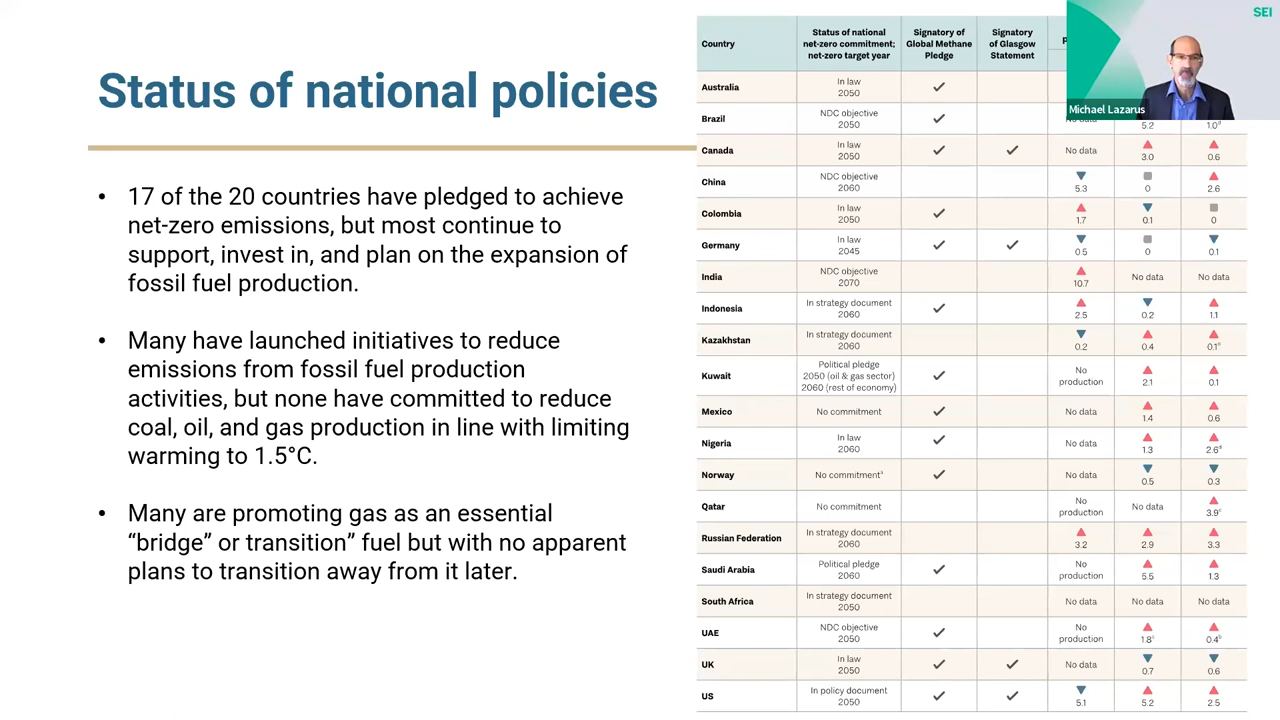 SEI
Michael Lazarus
Status of national policies
• 17 of the 20 countries have pledged to achieve
net-zero emissions, but most continue to
support, invest in, and plan on the expansion of
fossil fuel production.
• Many have launched initiatives to reduce
emissions from fossil fuel production
activities, but none have committed to reduce
coal, oil, and gas production in line with limiting
warming to 1.5°C.
• Many are promoting gas as an essential
“bridge” or transition” fuel but with no apparent
plans to transition away from it later.
Country
Status of national
net-zero commitment;
net-zero target year
Signatory of
Global Methane
Pledge
Signatory
of Glasgow
Statement
Australia
In law
2050
✓
Brazil
NDC objective
2050
✓
5.2
1.0ᵈ
Canada
In law
2050
✓
✓
No data
▲
3.0
▲
0.6
China
NDC objective
2060
▼
5.3
■
0
▲
2.6
Colombia
In law
2050
✓
▲
1.7
▼
0.1
■
0
Germany
In law
2045
✓
✓
▼
0.5
■
0
▼
0.1
India
NDC objective
2070
▲
10.7
No data
No data
Indonesia
In strategy document
2060
✓
▲
2.5
▼
0.2
▲
1.1
Kazakhstan
In strategy document
2060
▼
0.2
▲
0.4
▲
0.1ᶜ
Kuwait
Political pledge
2050 (oil & gas sector)
2060 (rest of economy)
✓
No
production
▲
2.1
▲
0.1
Mexico
No commitment
✓
No data
▲
1.4
▲
0.6
Nigeria
In law
2060
✓
No data
▲
1.3
▲
2.6ᵈ
Norway
No commitmentᵃ
✓
No data
▼
0.5
▼
0.3
Qatar
No commitment
No
production
No data
▲
3.9ᶜ
Russian Federation
In strategy document
2060
▲
3.2
▲
2.9
▲
3.3
Saudi Arabia
Political pledge
2060
✓
No
production
▲
5.5
▲
1.3
South Africa
In strategy document
2050
No data
No data
No data
UAE
NDC objective
2050
✓
No
production
▲
1.8ᶜ
▲
0.4ᵇ
UK
In law
2050
✓
✓
No data
▼
0.7
▼
0.6
US
In policy document
2050
✓
✓
▼
5.1
▲
5.2
▲
2.5